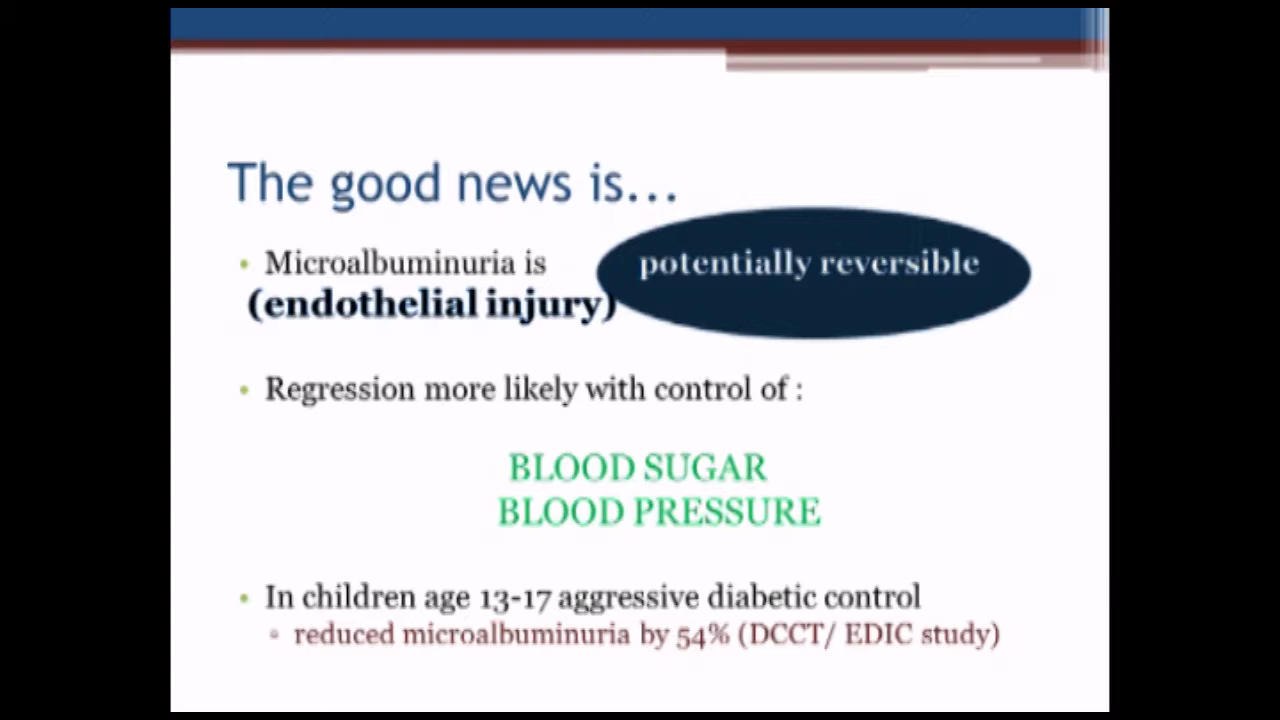 The good news is...
• Microalbuminuria is potentially reversible
(endothelial injury)
• Regression more likely with control of :
BLOOD SUGAR
BLOOD PRESSURE
• In children age 13-17 aggressive diabetic control
▫ reduced microalbuminuria by 54% (DCCT/ EDIC study)